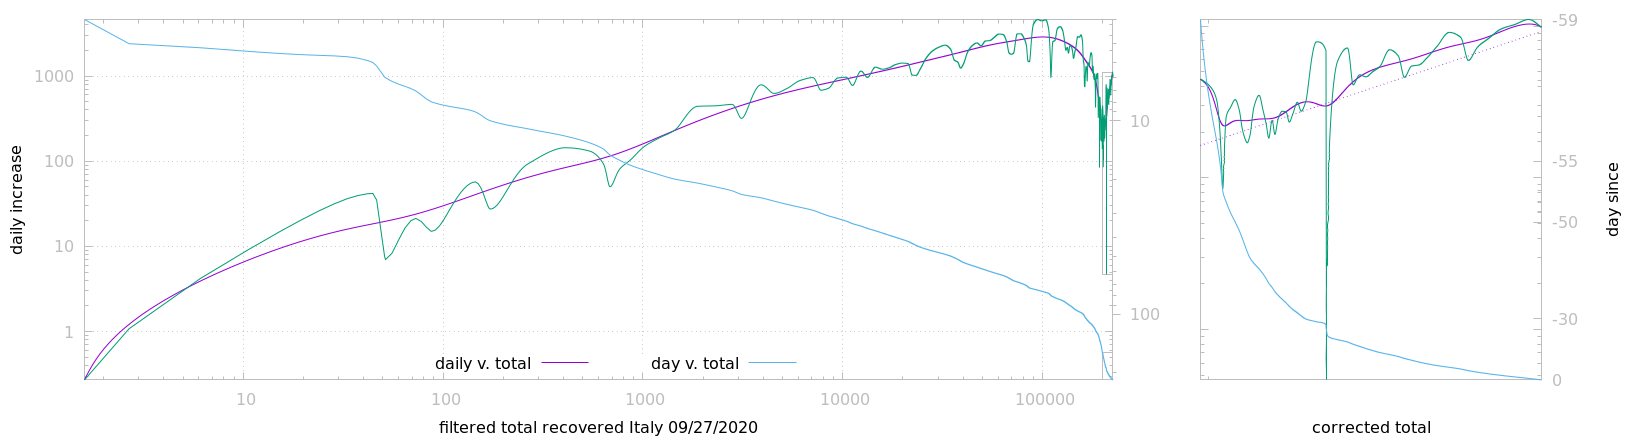 daily increase
1000
100
10
1
10
100
1000
10000
100000
10
100
daily v. total
day v. total
filtered total recovered Italy 09/27/2020
-59
-55
-50
-30
0
day since
corrected total